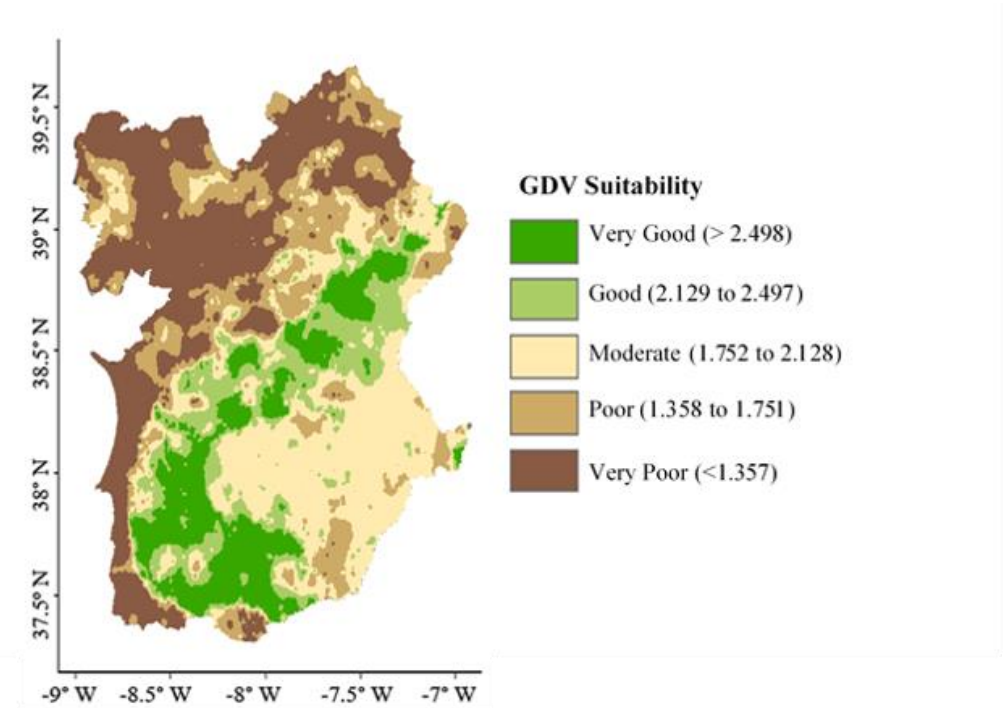 39.5° N
39° N
38.5° N
38° N
37.5° N
-9° W -8.5° W -8° W -7.5° W -7° W
GDV Suitability
Very Good (> 2.498)
Good (2.129 to 2.497)
Moderate (1.752 to 2.128)
Poor (1.358 to 1.751)
Very Poor (<1.357)